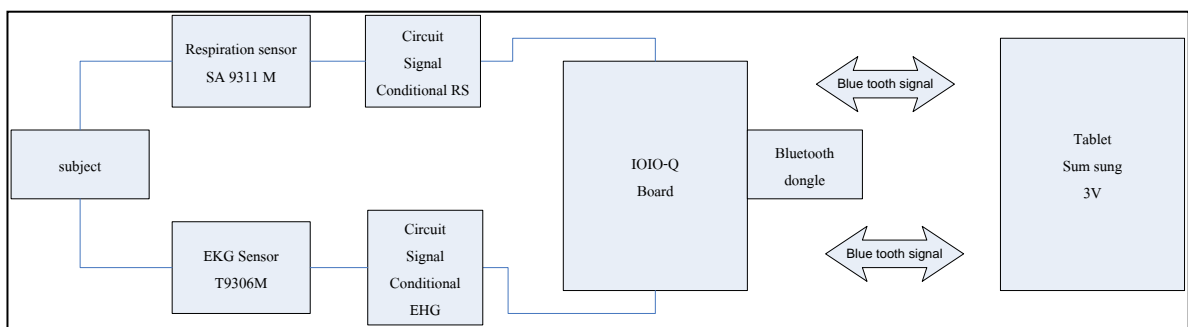 Respiration sensor
SA 9311 M
Circuit
Signal
Conditional RS
subject
EKG Sensor
T9306M
Circuit
Signal
Conditional
EHG
IOIO-Q
Board
Bluetooth
dongle
Blue tooth signal
Blue tooth signal
Tablet
Sum sung
3V